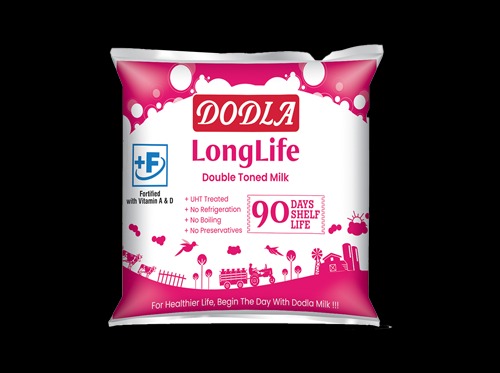 DODLA
LongLife
Double Toned Milk
+F
Fortified
with Vitamin A & D
+ UHT Treated
+ No Refrigeration
+ No Boiling
+ No Preservatives
90 DAYS
SHELF
LIFE
For Healthier Life, Begin The Day With Dodla Milk !!!